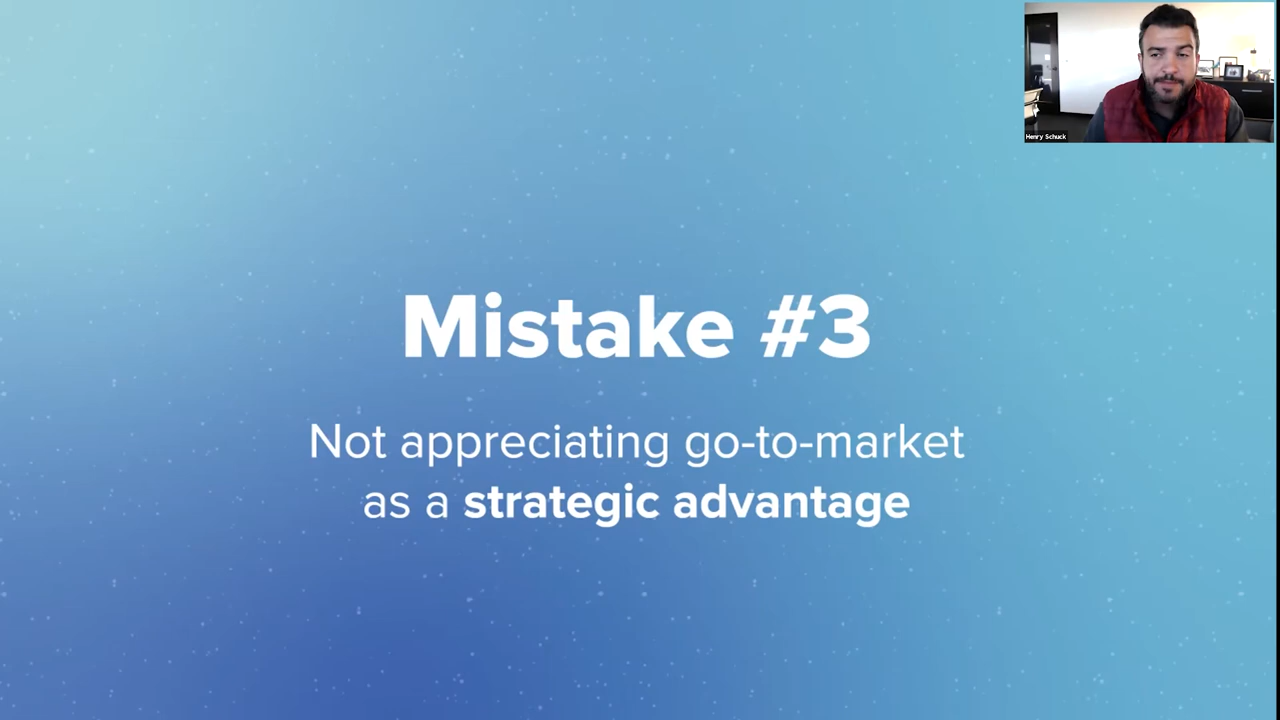 Henry Schuck
Mistake #3
Not appreciating go-to-market
as a strategic advantage